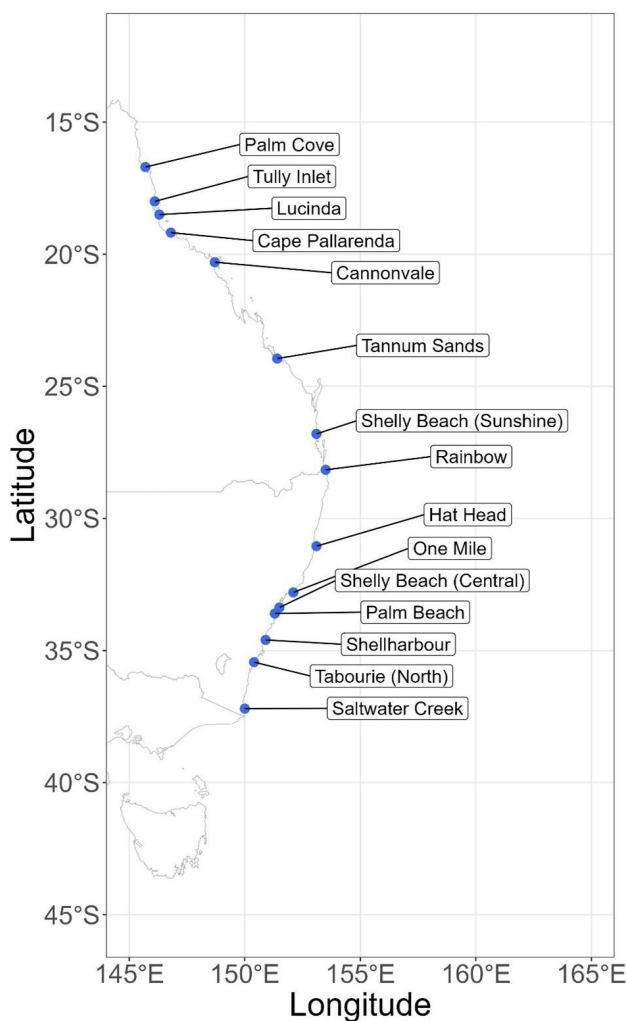 15°S
Palm Cove
Tully Inlet
Lucinda
Cape Pallarenda
20°S
Cannonvale
Tannum Sands
25°S
Shelly Beach (Sunshine)
Rainbow
Latitude
30°S
Hat Head
One Mile
Shelly Beach (Central)
Palm Beach
Shellharbour
35°S
Tabourie (North)
Saltwater Creek
40°S
45°S
145°E 150°E 155°E 160°E 165°E
Longitude